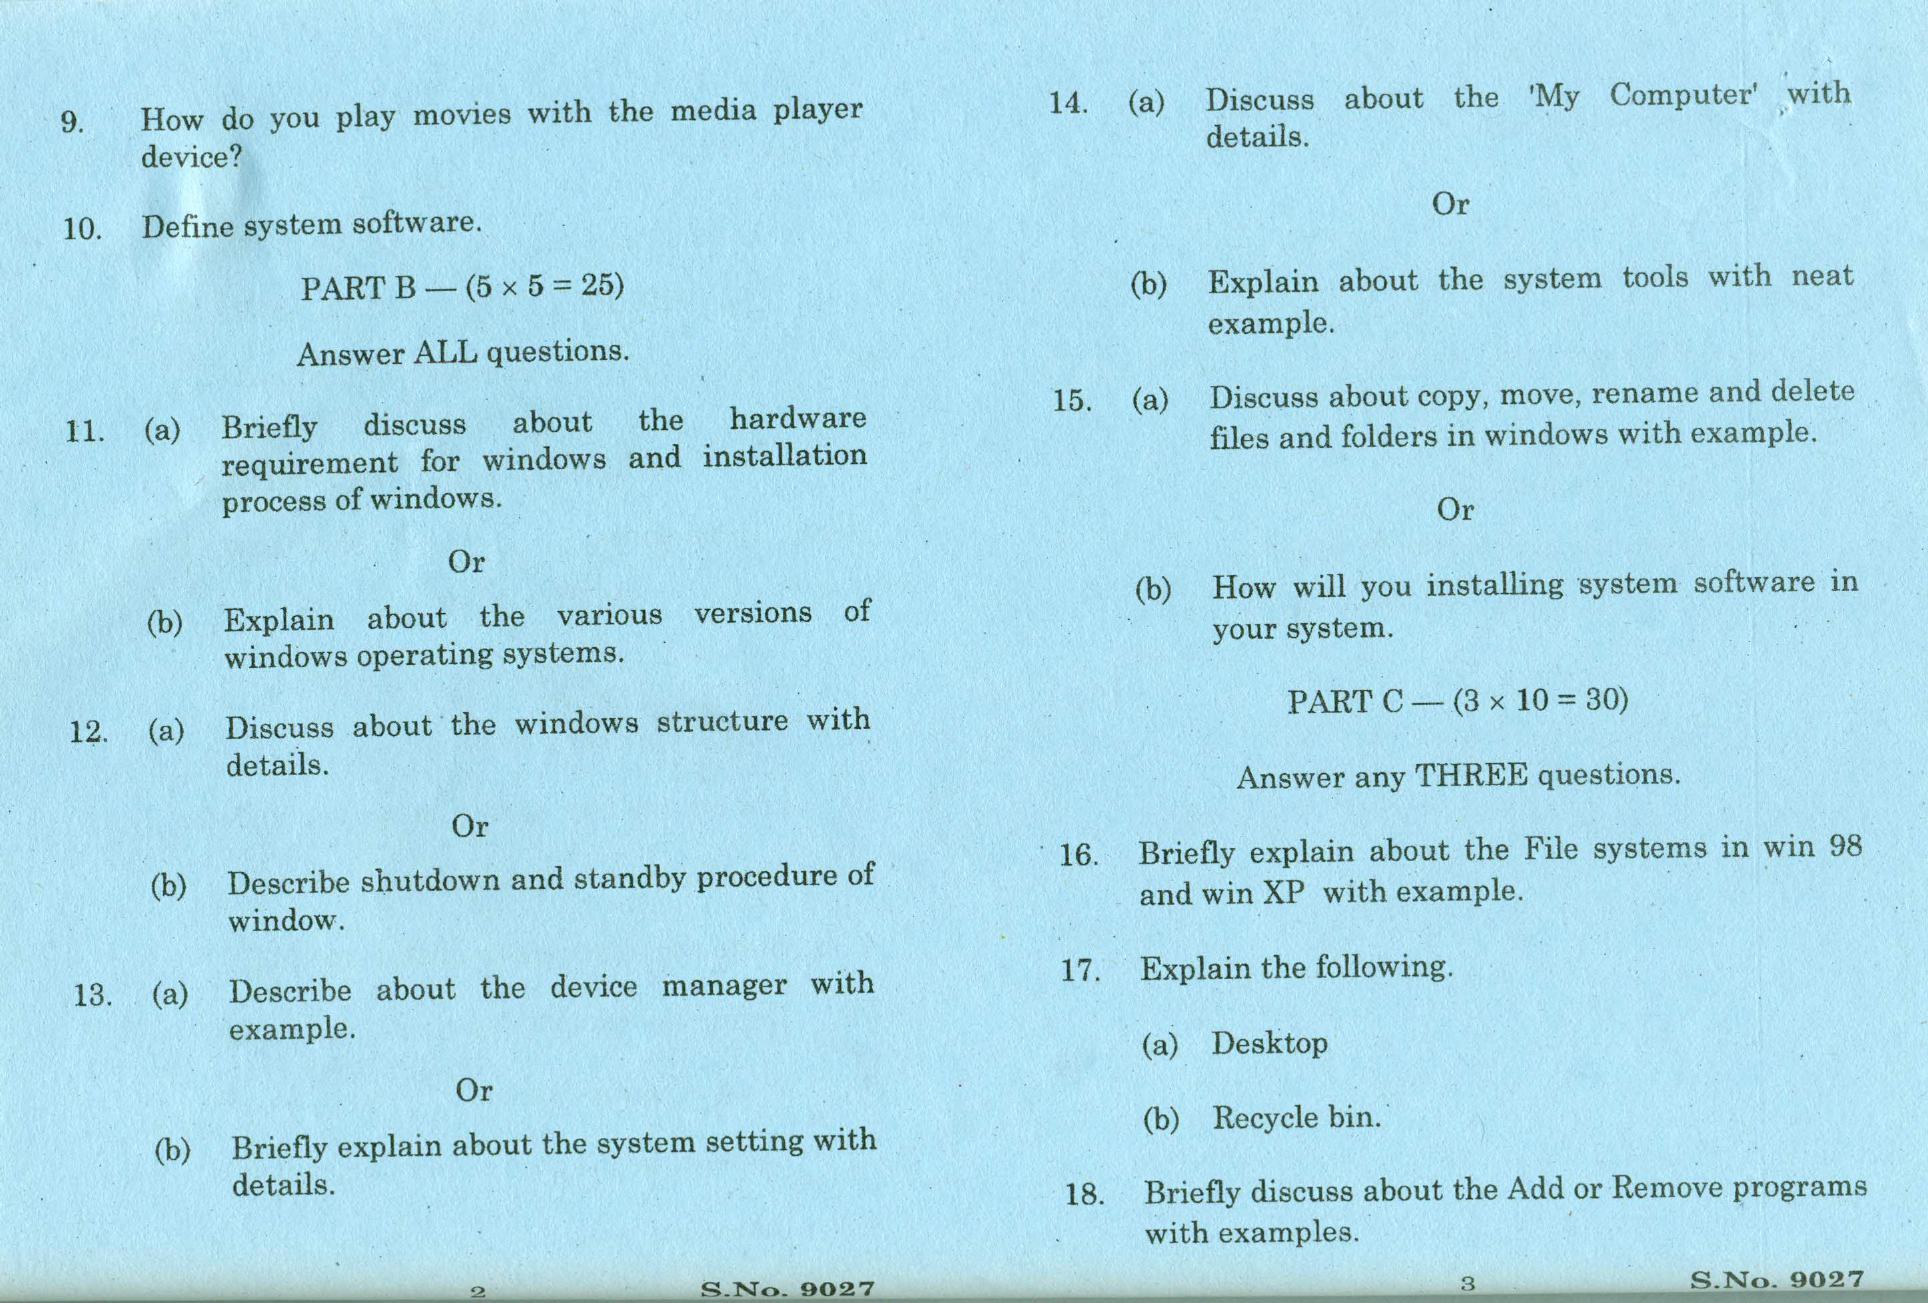 9. How do you play movies with the media player
device?
10. Define system software.
PART B — (5 × 5 = 25)
Answer ALL questions.
11. (a) Briefly discuss about the hardware
requirement for windows and installation
process of windows.
Or
(b) Explain about the various versions of
windows operating systems.
12. (a) Discuss about the windows structure with
details.
Or
(b) Describe shutdown and standby procedure of
window.
13. (a) Describe about the device manager with
example.
Or
(b) Briefly explain about the system setting with
details.
2 S.No. 9027
14. (a) Discuss about the 'My Computer' with
details.
Or
(b) Explain about the system tools with neat
example.
15. (a) Discuss about copy, move, rename and delete
files and folders in windows with example.
Or
(b) How will you installing system software in
your system.
PART C — (3 × 10 = 30)
Answer any THREE questions.
16. Briefly explain about the File systems in win 98
and win XP with example.
17. Explain the following.
(a) Desktop
(b) Recycle bin.
18. Briefly discuss about the Add or Remove programs
with examples.
3 S.No. 9027